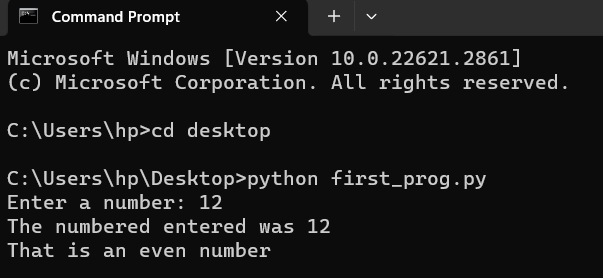 Command Prompt
Microsoft Windows [Version 10.0.22621.2861]
(c) Microsoft Corporation. All rights reserved.
C:\Users\hp>cd desktop
C:\Users\hp\Desktop>python first_prog.py
Enter a number: 12
The numbered entered was 12
That is an even number